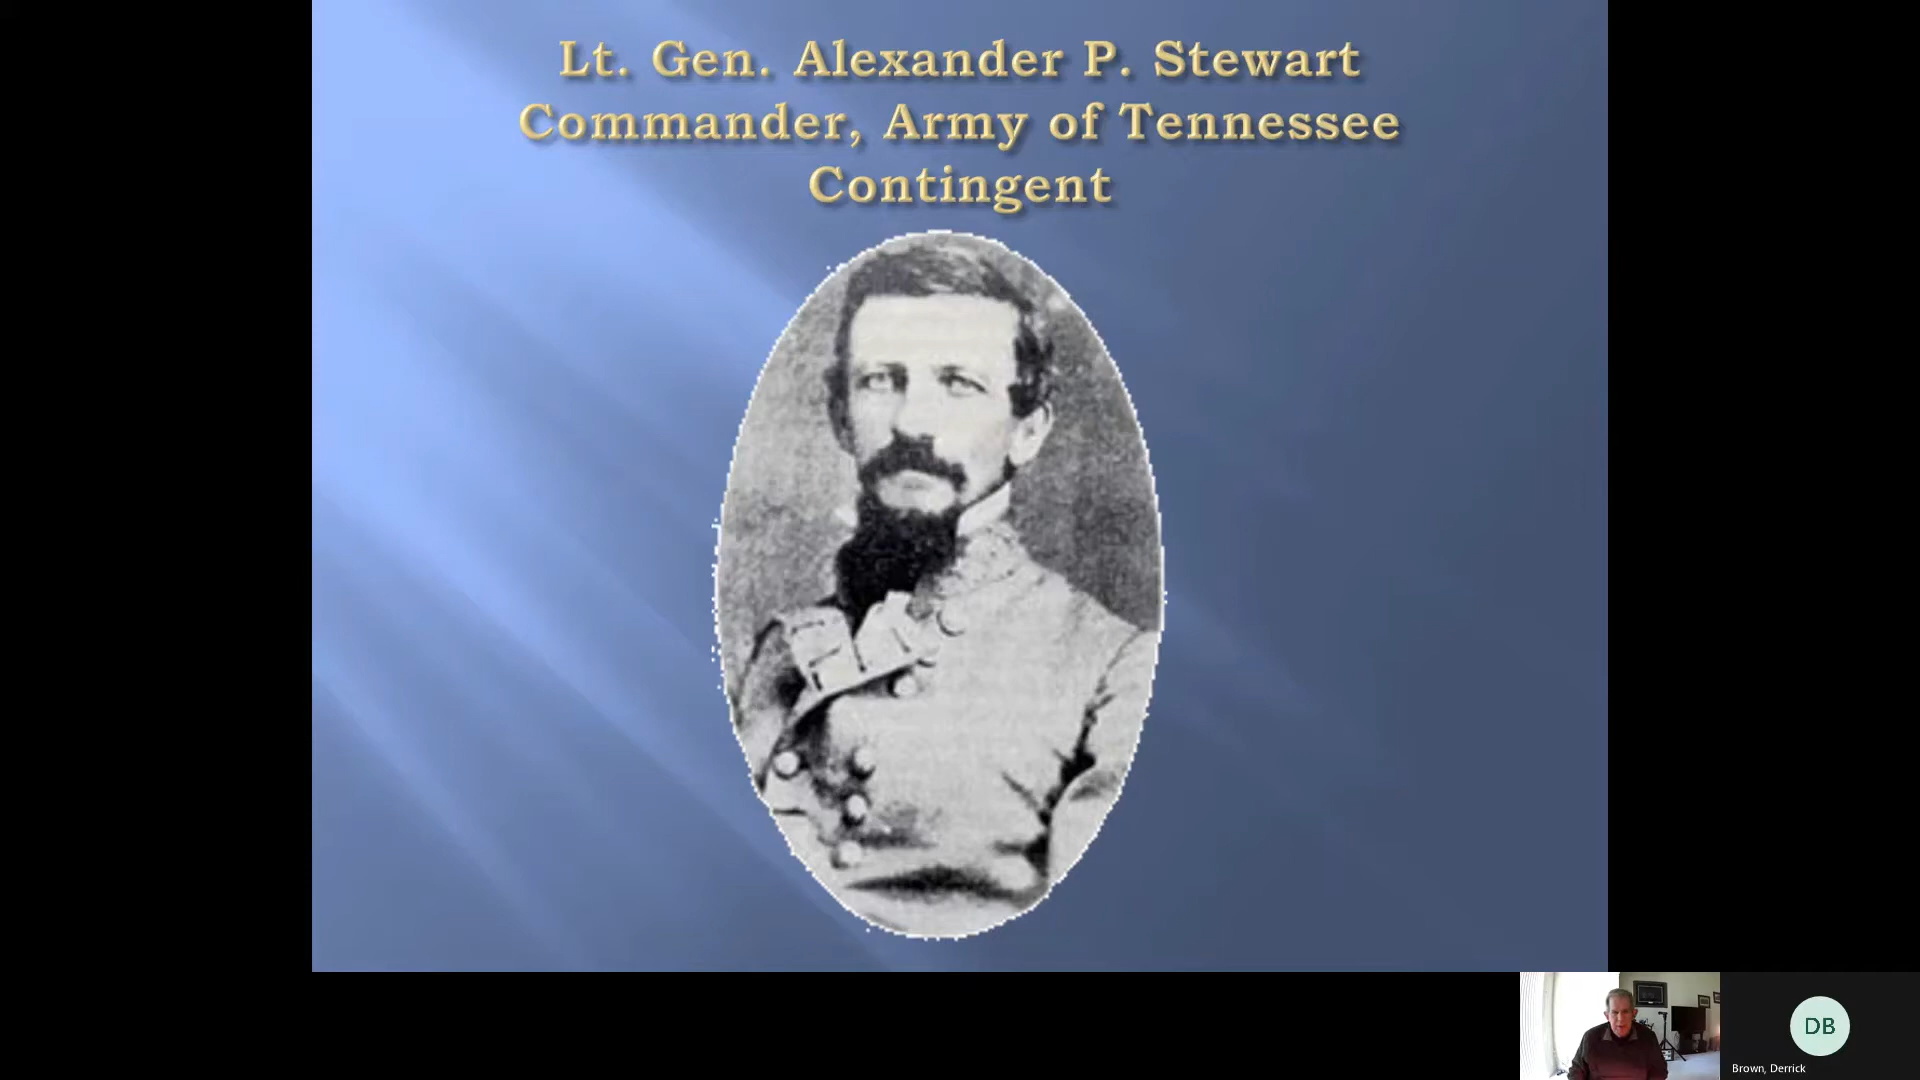 Lt. Gen. Alexander P. Stewart
Commander, Army of Tennessee
Contingent
DB
Brown, Derrick